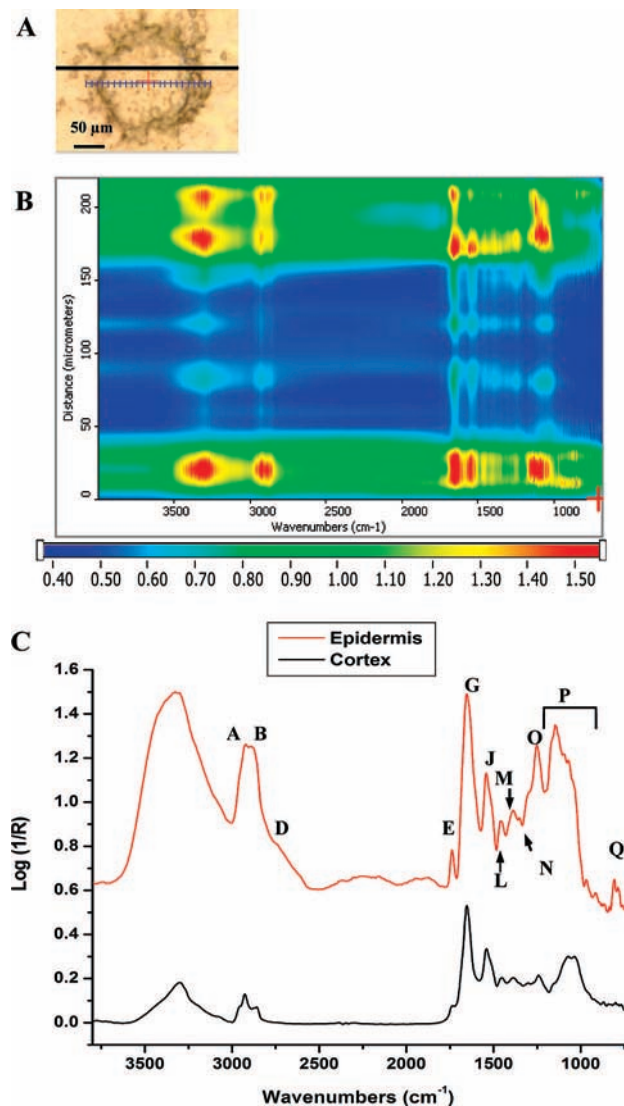 A
50 µm
B
Distance (micrometers)
200
150
100
50
0
3500 3000 2500 2000 1500 1000
Wavenumbers (cm-1)
0.40 0.50 0.60 0.70 0.80 0.90 1.00 1.10 1.20 1.30 1.40 1.50
C
Epidermis
Cortex
Log (1/R)
1.6
1.4
1.2
1.0
0.8
0.6
0.4
0.2
0.0
A B D E G J L M N O P Q
3500 3000 2500 2000 1500 1000
Wavenumbers (cm⁻¹)